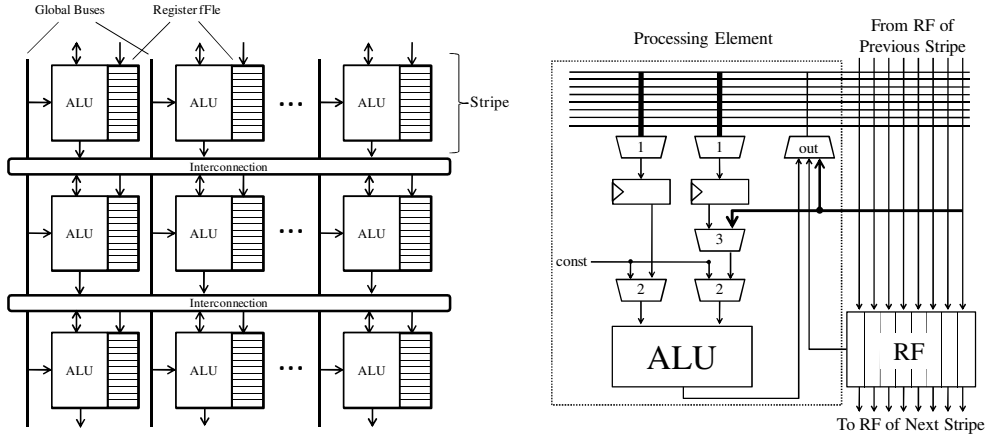 Global Buses
Register fFle
ALU
ALU
ALU
Stripe
Interconnection
ALU
ALU
ALU
Interconnection
ALU
ALU
ALU
From RF of
Previous Stripe
Processing Element
1
1
out
3
const
2
2
ALU
RF
To RF of Next Stripe